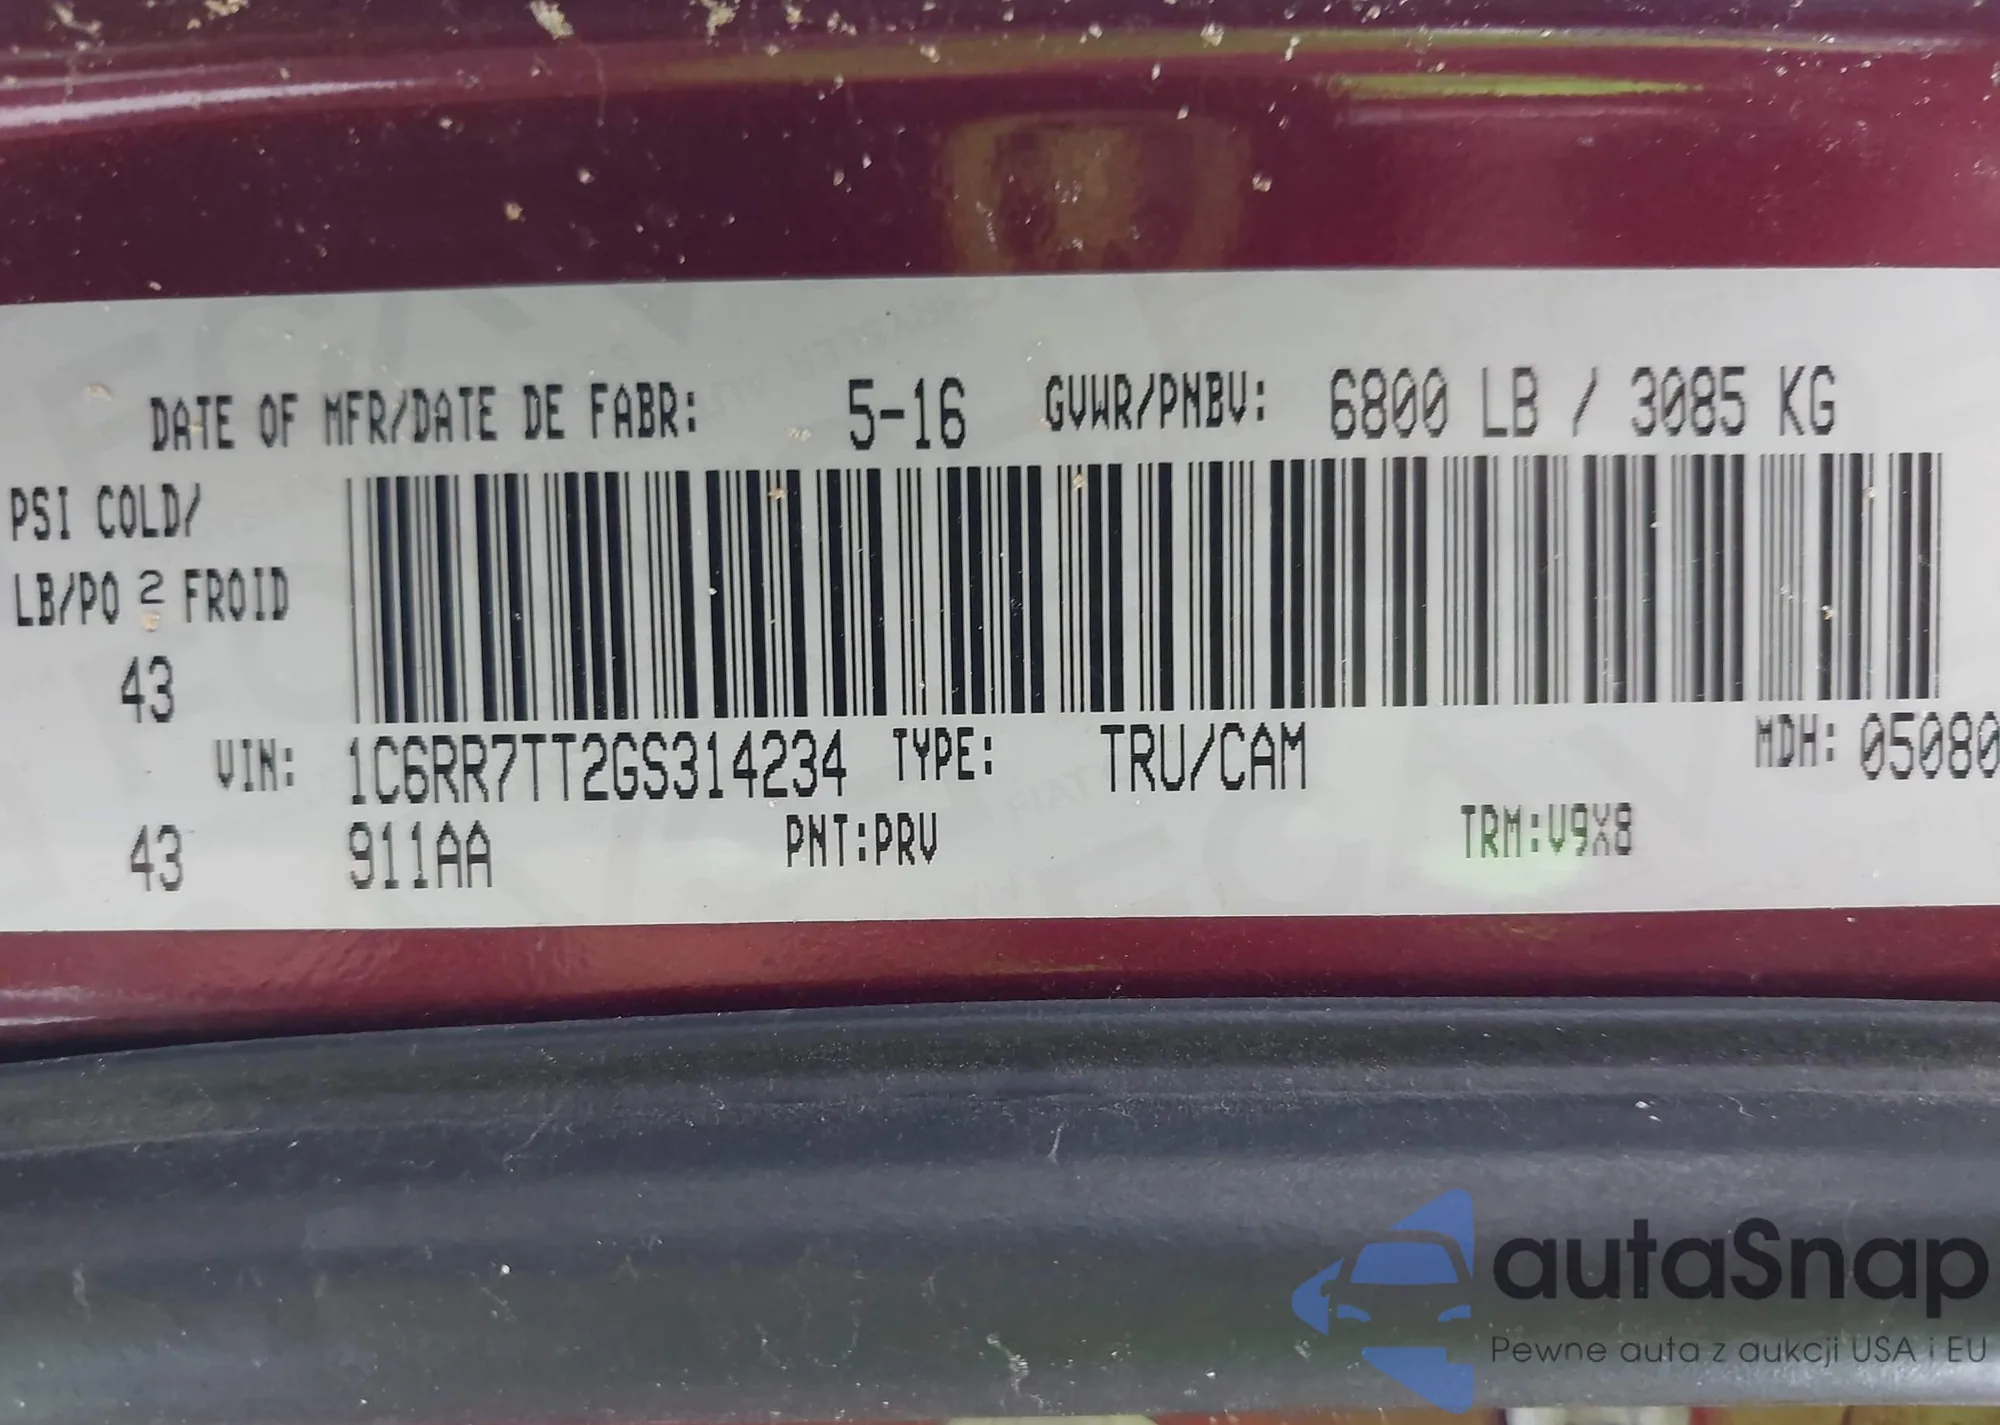 DATE OF MFR/DATE DE FABR: 5-16 GVWR/PNBV: 6800 LB / 3085 KG
PSI COLD/
LB/PO 2 FROID
43
VIN: 1C6RR7TT2GS314234 TYPE: TRU/CAM MDH: 05080
43 911AA PNT:PRV TRM:V9X8
autaSnap
Pewne auta z aukcji USA i EU